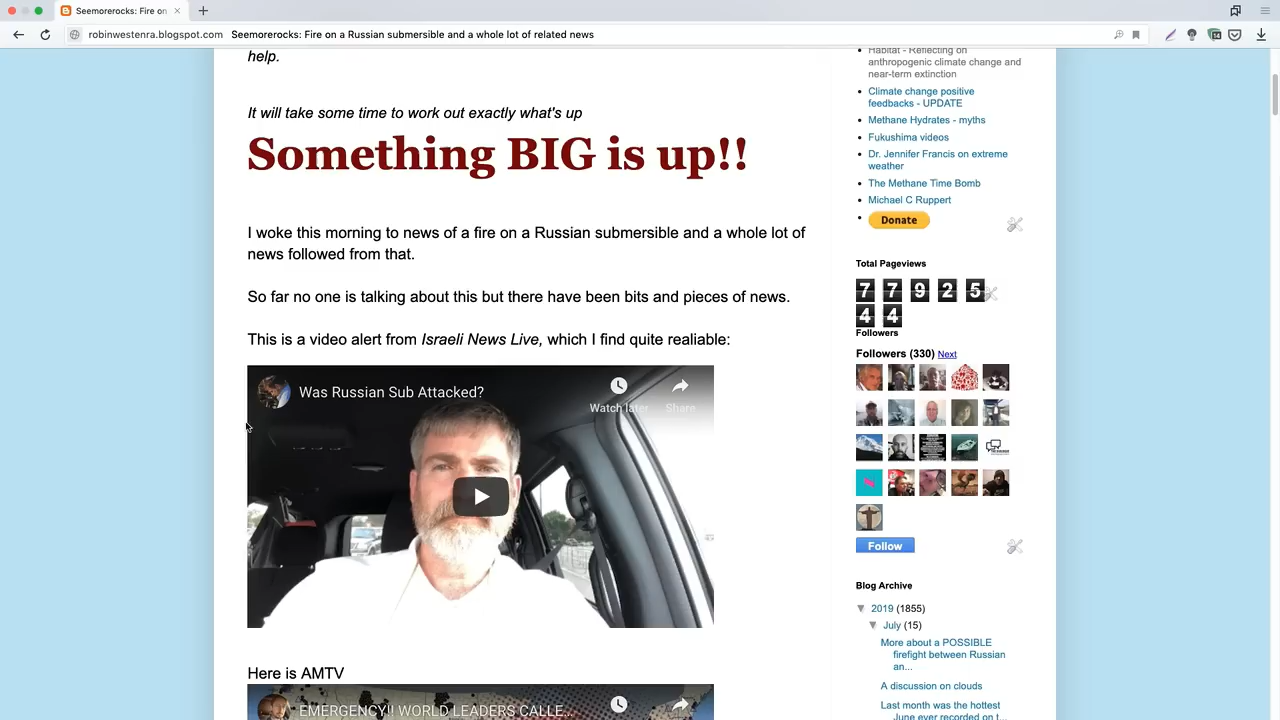 Seemorerocks: Fire on
robinwestenra.blogspot.com Seemorerocks: Fire on a Russian submersible and a whole lot of related news
help.
It will take some time to work out exactly what's up
Something BIG is up!!
I woke this morning to news of a fire on a Russian submersible and a whole lot of
news followed from that.
So far no one is talking about this but there have been bits and pieces of news.
This is a video alert from Israeli News Live, which I find quite realiable:
Was Russian Sub Attacked?
Watch later Share
Here is AMTV
EMERGENCY!! WORLD LEADERS CALLE...
Habitat - Reflecting on
anthropogenic climate change and
near-term extinction
Climate change positive
feedbacks - UPDATE
Methane Hydrates - myths
Fukushima videos
Dr. Jennifer Francis on extreme
weather
The Methane Time Bomb
Michael C Ruppert
Donate
Total Pageviews
7 7 9 2 5
4 4
Followers
Followers (330) Next
Follow
Blog Archive
▼ 2019 (1855)
▼ July (15)
More about a POSSIBLE
firefight between Russian
an...
A discussion on clouds
Last month was the hottest
June ever recorded on t...